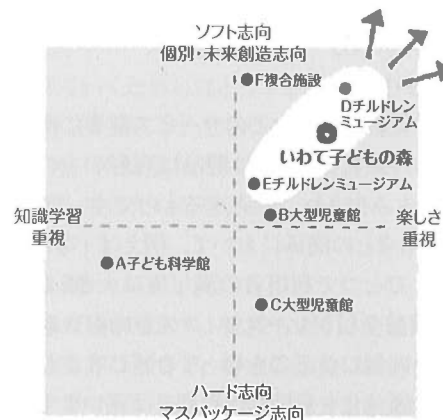 ソフト志向
個別・未来創造志向
F複合施設
Dチルドレン
ミュージアム
いわて子どもの森
Eチルドレンミュージアム
知識学習
重視
B大型児童館
楽しさ
重視
A子ども科学館
C大型児童館
ハード志向
マスパッケージ志向